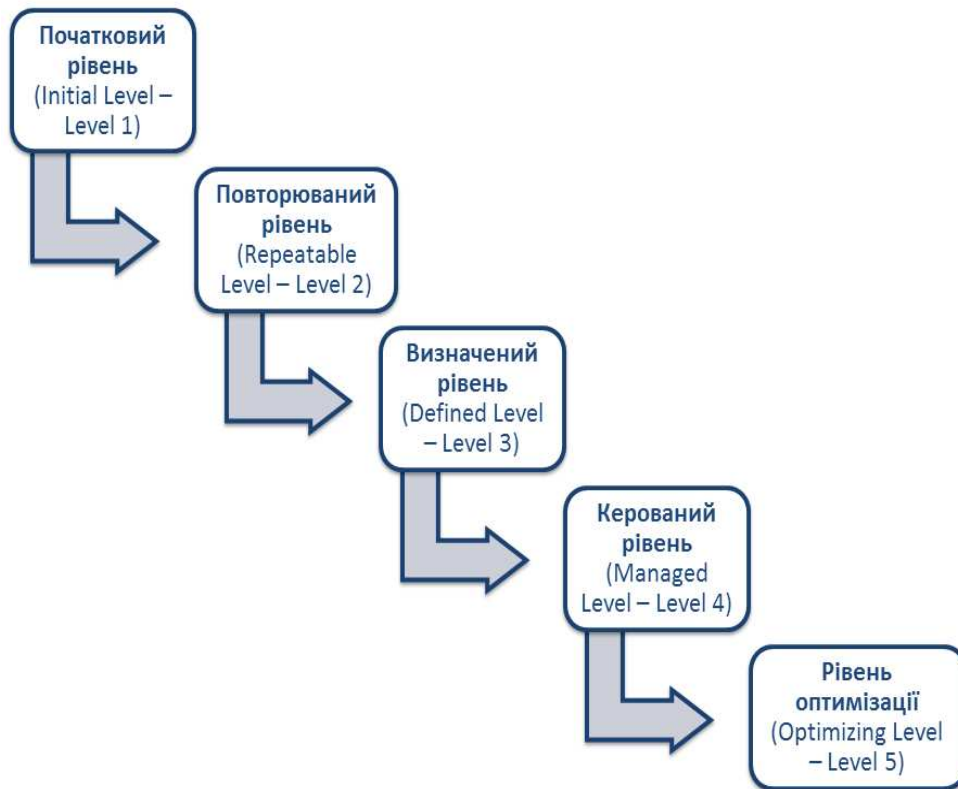 Початковий
рівень
(Initial Level –
Level 1)
Повторюваний
рівень
(Repeatable
Level – Level 2)
Визначений
рівень
(Defined Level
– Level 3)
Керований
рівень
(Managed
Level – Level 4)
Рівень
оптимізації
(Optimizing Level
– Level 5)